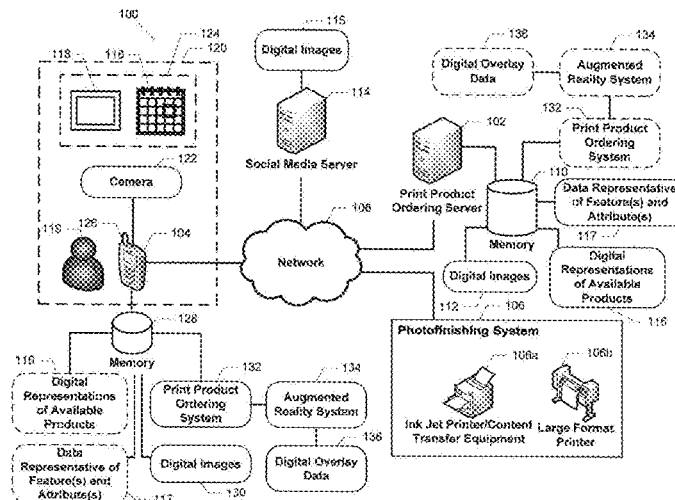 100
118
116
124
120
122
Camera
119
126
104
128
Memory
116
Digital
Representations
of Available
Products
Data
Representative
of Feature(s) and
Attribute(s)
117
132
Print Product
Ordering System
134
Augmented
Reality System
136
Digital Overlay
Data
Digital Images
130
115
Digital Images
114
Social Media Server
106
Network
102
Print Product
Ordering Server
136
Digital Overlay
Data
134
Augmented
Reality System
132
Print Product
Ordering System
110
Memory
Data Representative
of Feature(s) and
Attribute(s)
117
Digital
Representations
of Available
Products
116
Digital Images
112
106
Photofinishing System
106a
Ink Jet Printer/Content
Transfer Equipment
106b
Large Format
Printer